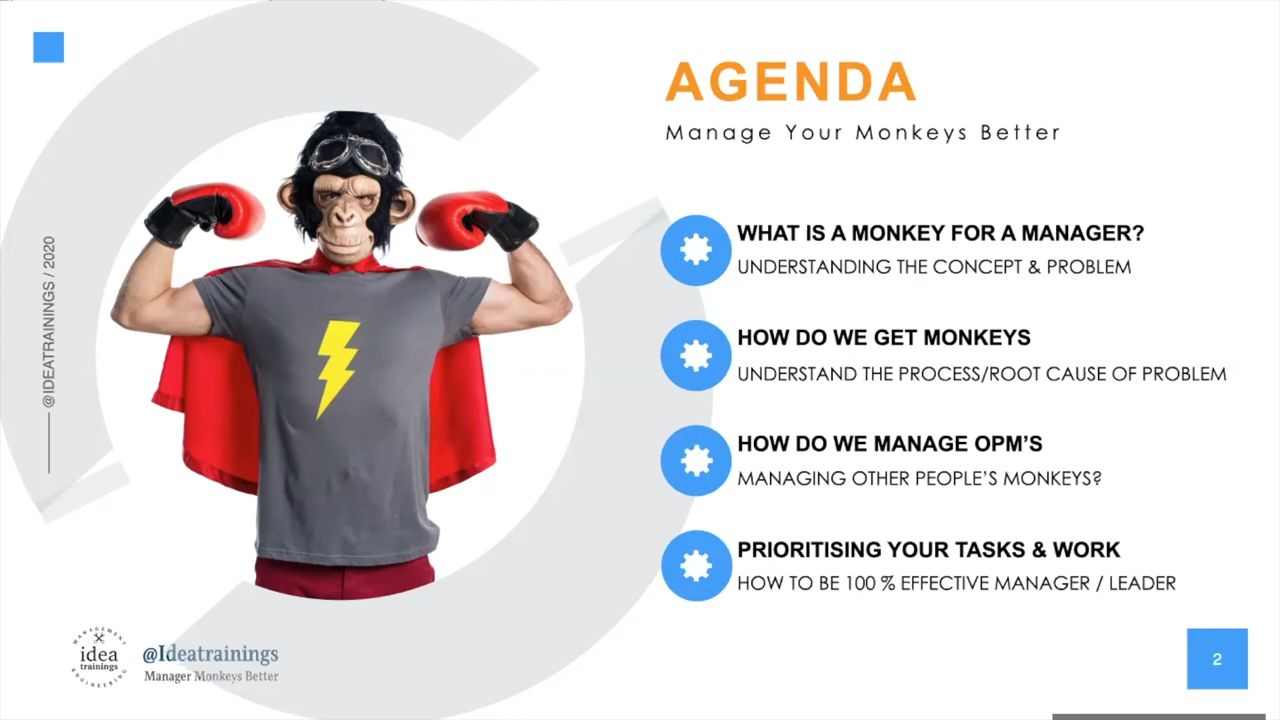 AGENDA
Manage Your Monkeys Better
WHAT IS A MONKEY FOR A MANAGER?
UNDERSTANDING THE CONCEPT & PROBLEM
HOW DO WE GET MONKEYS
UNDERSTAND THE PROCESS/ROOT CAUSE OF PROBLEM
HOW DO WE MANAGE OPM’S
MANAGING OTHER PEOPLE’S MONKEYS?
PRIORITISING YOUR TASKS & WORK
HOW TO BE 100 % EFFECTIVE MANAGER / LEADER
@IDEATRAININGS / 2020
MANAGEMENT
idea
trainings
ENGINEERING
@Ideatrainings
Manager Monkeys Better
2